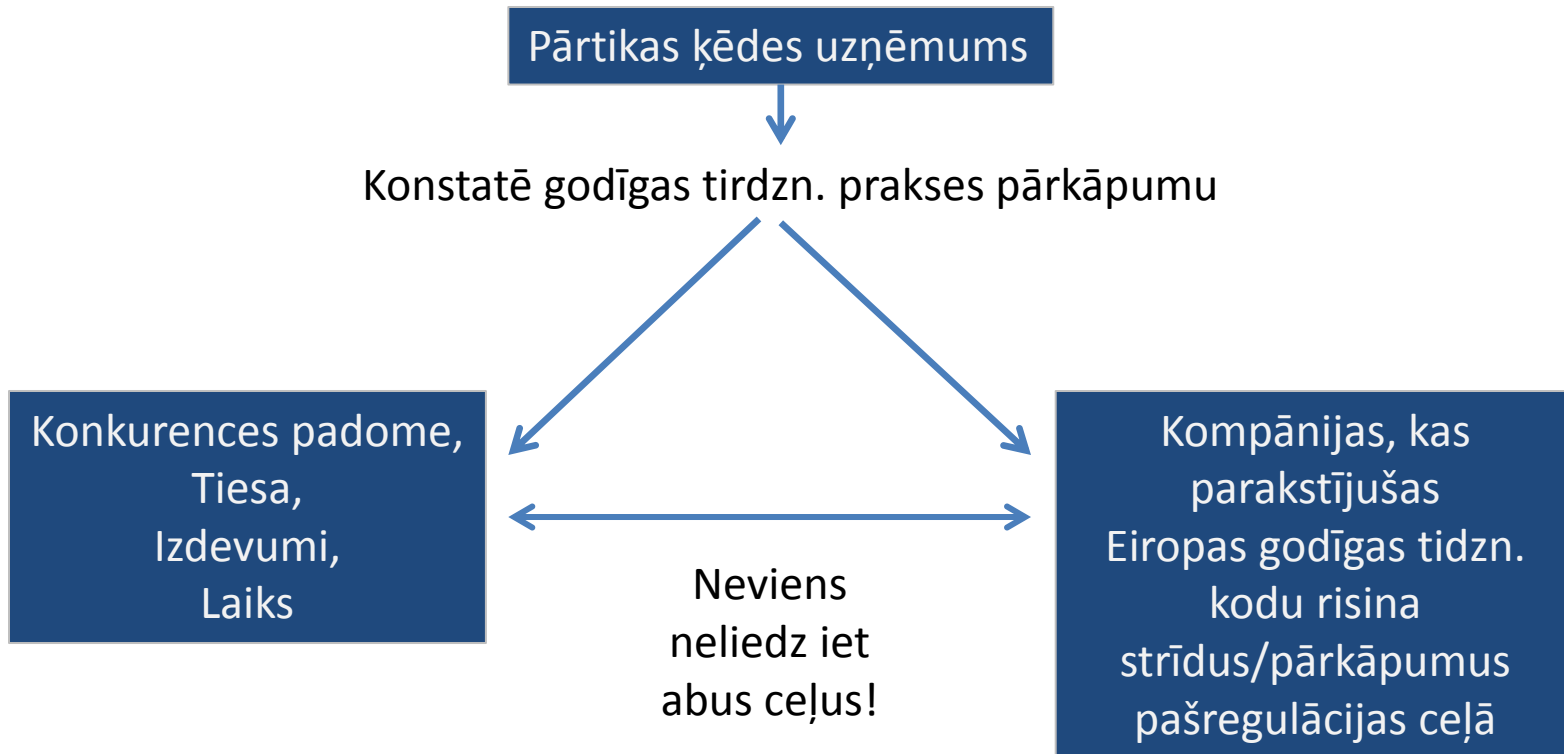 Pārtikas ķēdes uzņēmums
Konstatē godīgas tirdzn. prakses pārkāpumu
Konkurences padome,
Tiesa,
Izdevumi,
Laiks
Neviens
neliedz iet
abus ceļus!
Kompānijas, kas
parakstījušas
Eiropas godīgas tidzn.
kodu risina
strīdus/pārkāpumus
pašregulācijas ceļā